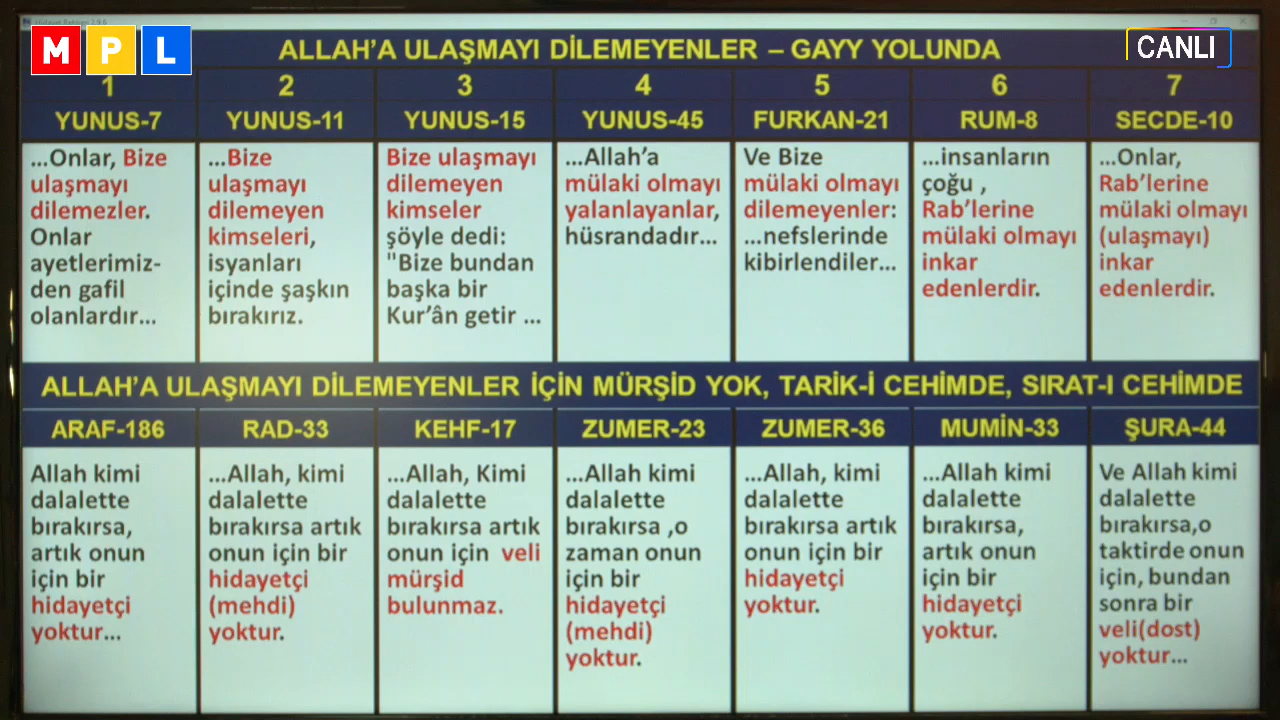 Hidayet Rehberi 2.9.6
MPL
CANLI
ALLAH’A ULAŞMAYI DİLEMEYENLER – GAYY YOLUNDA
1
YUNUS-7
…Onlar, Bize
ulaşmayı
dilemezler.
Onlar
ayetlerimiz-
den gafil
olanlardır…
2
YUNUS-11
…Bize
ulaşmayı
dilemeyen
kimseleri,
isyanları
içinde şaşkın
bırakırız.
3
YUNUS-15
Bize ulaşmayı
dilemeyen
kimseler
şöyle dedi:
"Bize bundan
başka bir
Kur’ân getir …
4
YUNUS-45
…Allah’a
mülaki olmayı
yalanlayanlar,
hüsrandadır…
5
FURKAN-21
Ve Bize
mülaki olmayı
dilemeyenler:
…nefslerinde
kibirlendiler…
6
RUM-8
…insanların
çoğu ,
Rab’lerine
mülaki olmayı
inkar
edenlerdir.
7
SECDE-10
…Onlar,
Rab’lerine
mülaki olmayı
(ulaşmayı)
inkar
edenlerdir.
ALLAH’A ULAŞMAYI DİLEMEYENLER İÇİN MÜRŞİD YOK, TARİK-İ CEHİMDE, SIRAT-I CEHİMDE
ARAF-186
Allah kimi
dalalette
bırakırsa,
artık onun
için bir
hidayetçi
yoktur…
RAD-33
…Allah, kimi
dalalette
bırakırsa artık
onun için bir
hidayetçi
(mehdi)
yoktur.
KEHF-17
…Allah, Kimi
dalalette
bırakırsa artık
onun için veli
mürşid
bulunmaz.
ZUMER-23
…Allah kimi
dalalette
bırakırsa ,o
zaman onun
için bir
hidayetçi
(mehdi)
yoktur.
ZUMER-36
…Allah, kimi
dalalette
bırakırsa artık
onun için bir
hidayetçi
yoktur.
MUMİN-33
…Allah kimi
dalalette
bırakırsa,
artık onun
için bir
hidayetçi
yoktur.
ŞURA-44
Ve Allah kimi
dalalette
bırakırsa,o
taktirde onun
için, bundan
sonra bir
veli(dost)
yoktur…